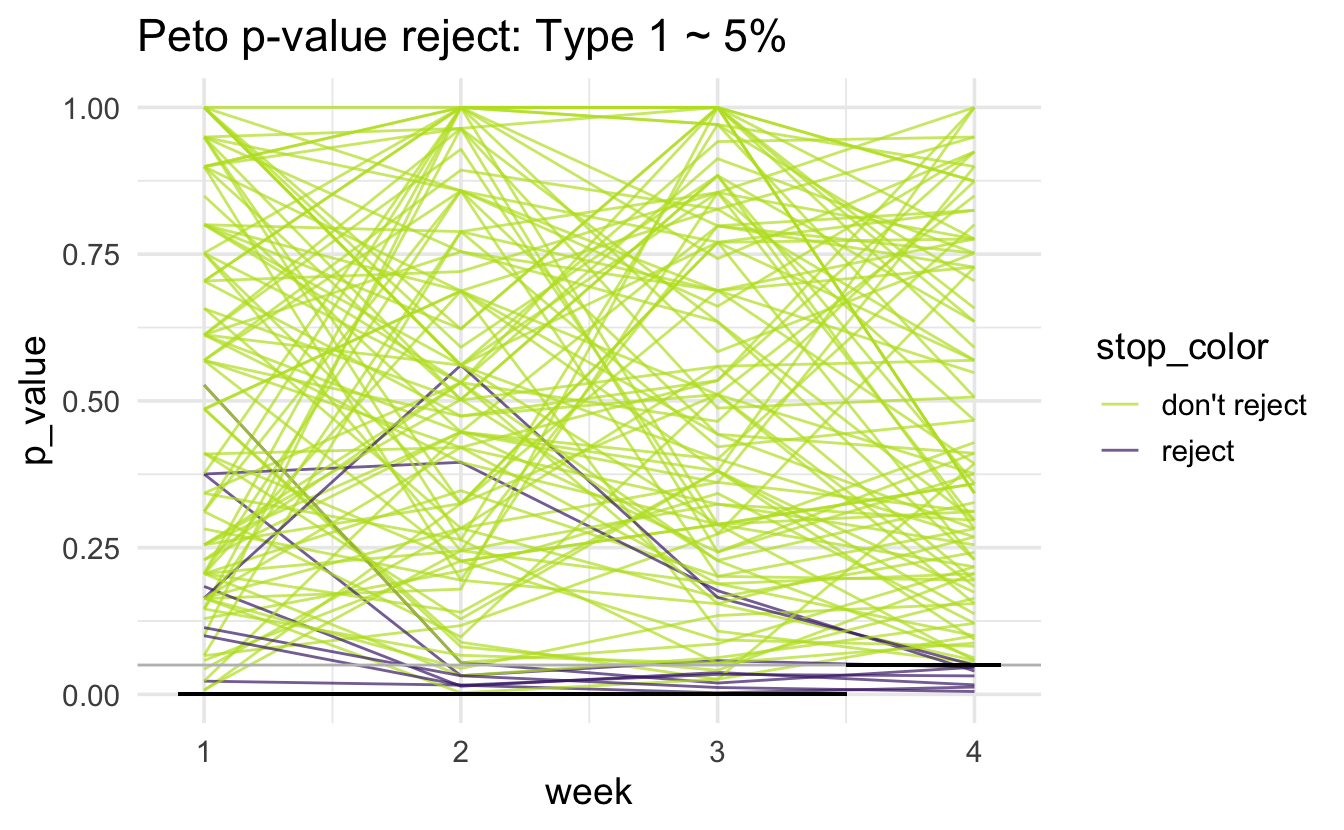 Peto p-value reject: Type 1 ~ 5%
1.00
0.75
0.50
0.25
0.00
p_value
1
2
3
4
week
stop_color
don't reject
reject